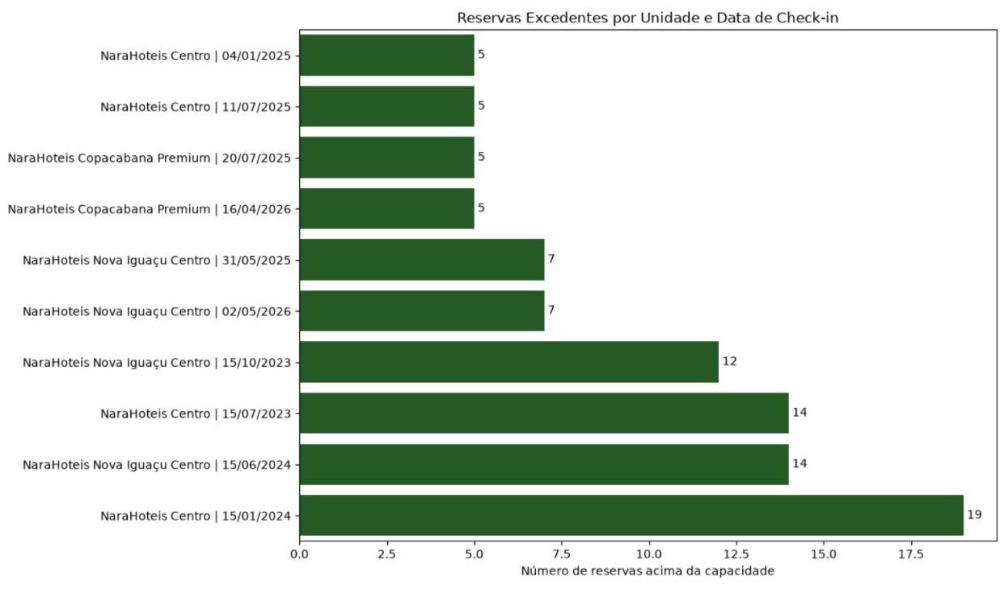 Reservas Excedentes por Unidade e Data de Check-in
NaraHoteis Centro | 04/01/2025 5
NaraHoteis Centro | 11/07/2025 5
NaraHoteis Copacabana Premium | 20/07/2025 5
NaraHoteis Copacabana Premium | 16/04/2026 5
NaraHoteis Nova Iguaçu Centro | 31/05/2025 7
NaraHoteis Nova Iguaçu Centro | 02/05/2026 7
NaraHoteis Nova Iguaçu Centro | 15/10/2023 12
NaraHoteis Centro | 15/07/2023 14
NaraHoteis Nova Iguaçu Centro | 15/06/2024 14
NaraHoteis Centro | 15/01/2024 19
0.0 2.5 5.0 7.5 10.0 12.5 15.0 17.5
Número de reservas acima da capacidade